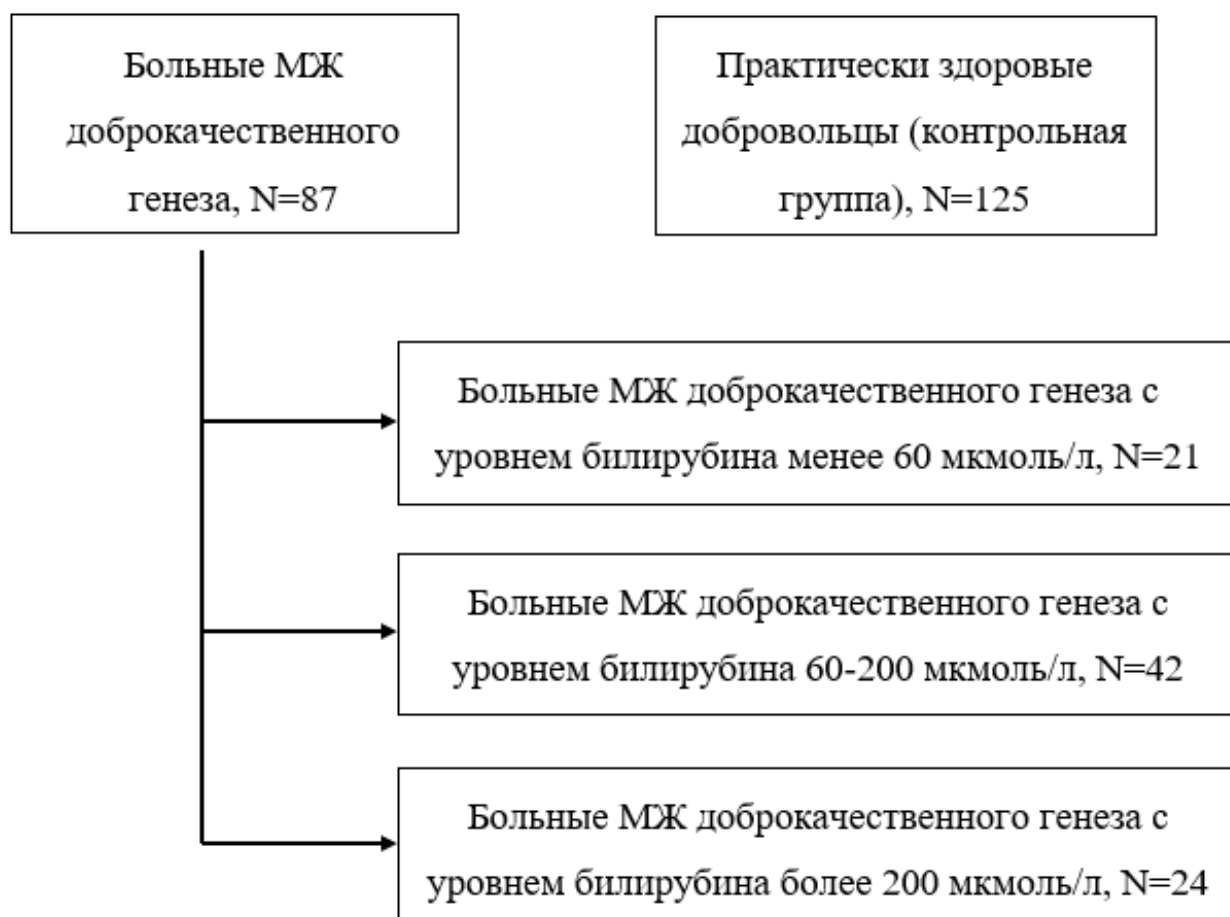 Больные МЖ
доброкачественного
генеза, N=87
Практически здоровые
добровольцы (контрольная
группа), N=125
Больные МЖ доброкачественного генеза с
уровнем билирубина менее 60 мкмоль/л, N=21
Больные МЖ доброкачественного генеза с
уровнем билирубина 60-200 мкмоль/л, N=42
Больные МЖ доброкачественного генеза с
уровнем билирубина более 200 мкмоль/л, N=24